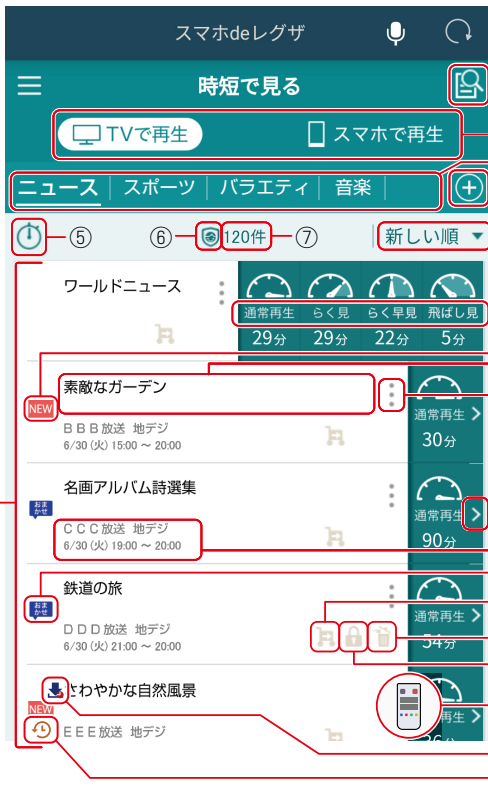 スマホdeレグザ
時短で見る
TVで再生 スマホで再生
ニュース スポーツ バラエティ 音楽
⑤ ⑥ 120件 ⑦ 新しい順
ワールドニュース
通常再生 らく見 らく早見 飛ばし見
29分 29分 22分 5分
素敵なガーデン
NEW
通常再生
BBB放送 地デジ
30分
6/30(火) 15:00 ～ 20:00
名画アルバム詩選集
おまかせ
通常再生
CCC放送 地デジ
90分
6/30(火) 19:00 ～ 20:00
鉄道の旅
おまかせ
通常再生
DDD放送 地デジ
54分
6/30(火) 21:00 ～ 20:00
さわやかな自然風景
NEW
再生
EEE放送 地デジ